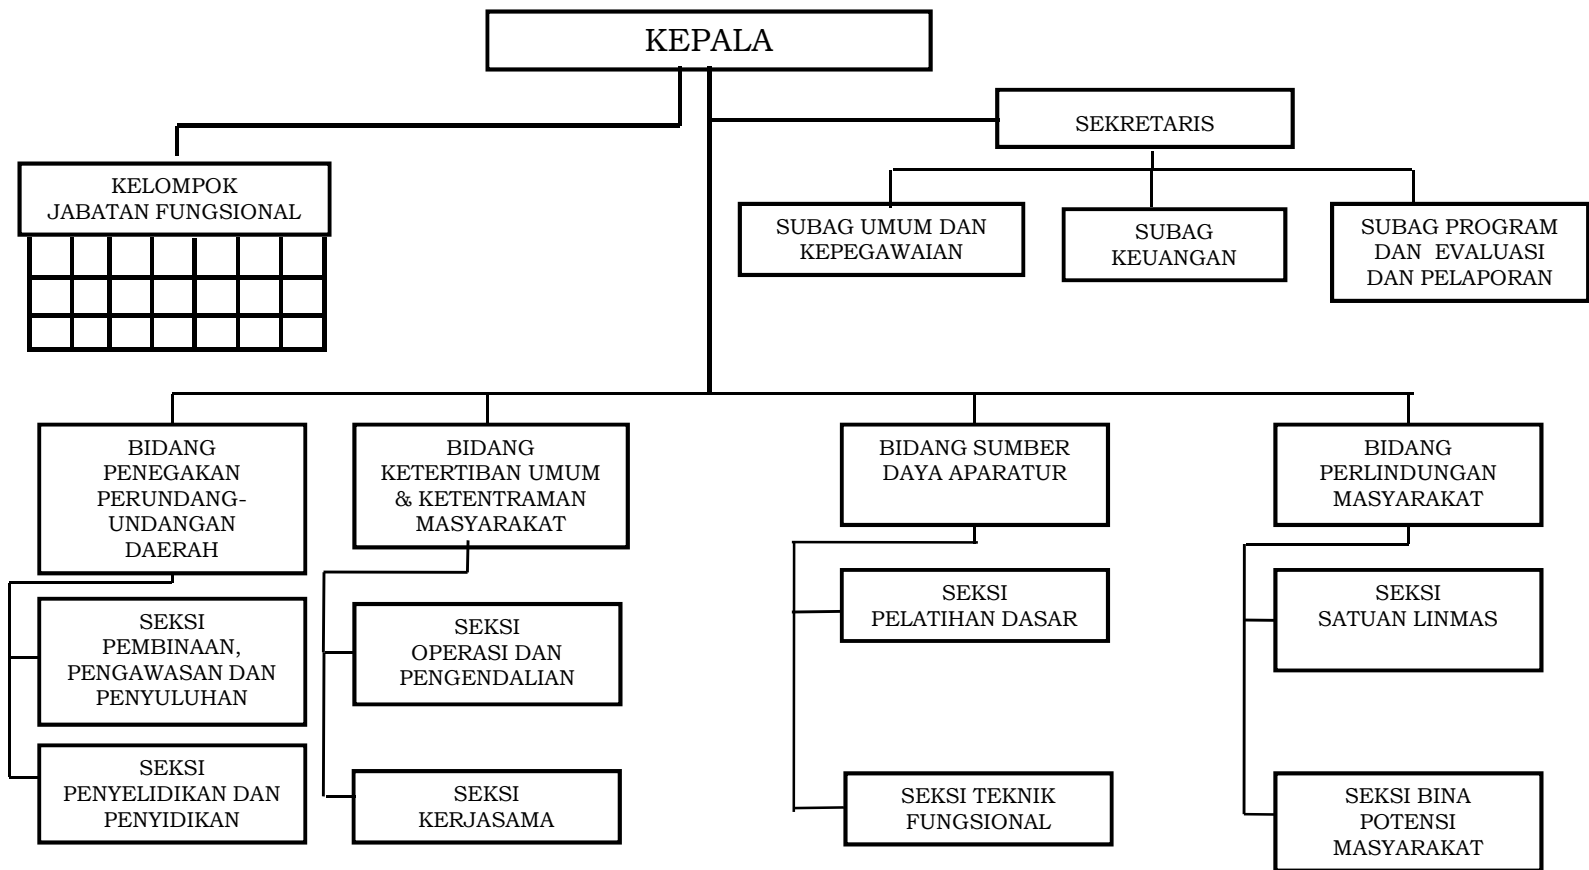 KEPALA
SEKRETARIS
KELOMPOK
JABATAN FUNGSIONAL
SUBAG UMUM DAN
KEPEGAWAIAN
SUBAG
KEUANGAN
SUBAG PROGRAM
DAN EVALUASI
DAN PELAPORAN
BIDANG
PENEGAKAN
PERUNDANG-
UNDANGAN
DAERAH
BIDANG
KETERTIBAN UMUM
& KETENTRAMAN
MASYARAKAT
BIDANG SUMBER
DAYA APARATUR
BIDANG
PERLINDUNGAN
MASYARAKAT
SEKSI
PEMBINAAN,
PENGAWASAN DAN
PENYULUHAN
SEKSI
OPERASI DAN
PENGENDALIAN
SEKSI
PELATIHAN DASAR
SEKSI
SATUAN LINMAS
SEKSI
PENYELIDIKAN DAN
PENYIDIKAN
SEKSI
KERJASAMA
SEKSI TEKNIK
FUNGSIONAL
SEKSI BINA
POTENSI
MASYARAKAT